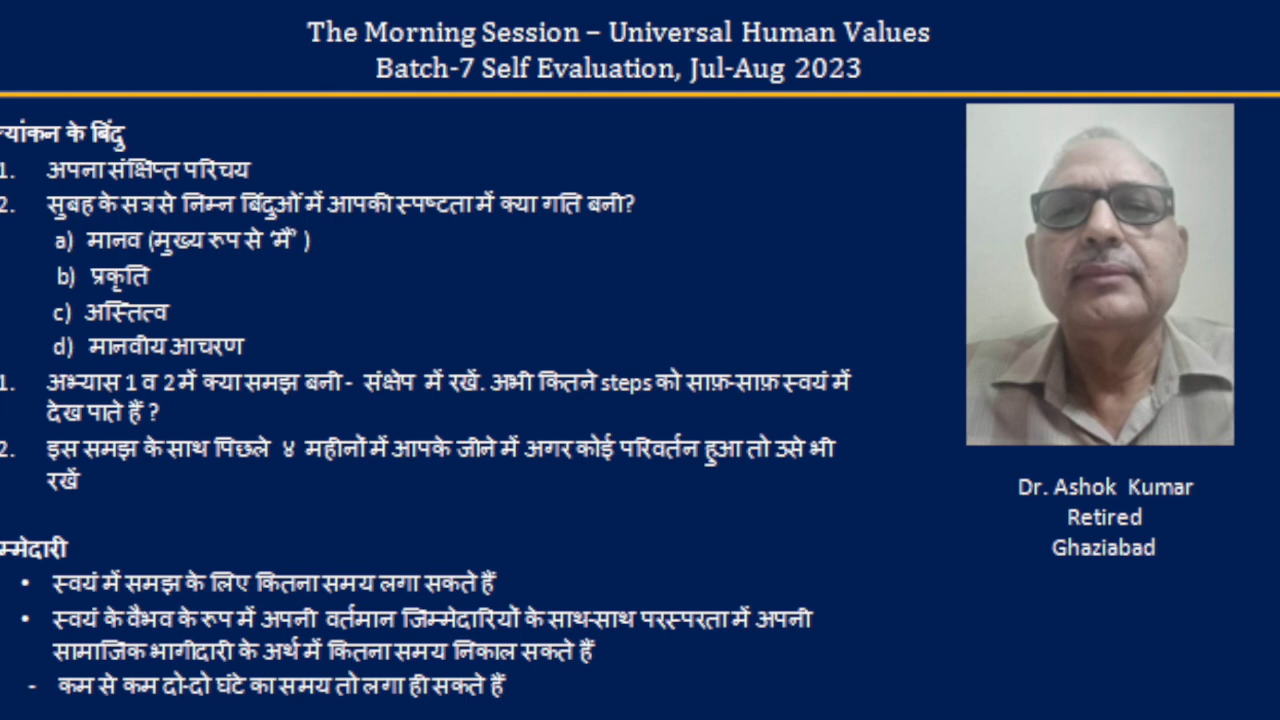 The Morning Session – Universal Human Values
Batch-7 Self Evaluation, Jul-Aug 2023
के बिंदु
1. अपना संक्षिप्त परिचय
2. सुबह के सत्र से निम्न बिंदुओं में आपकी स्पष्टता में क्या गति बनी?
a) मानव (मुख्य रूप से ‘मैं’ )
b) प्रकृति
c) अस्तित्व
d) मानवीय आचरण
1. अभ्यास 1 व 2 में क्या समझ बनी - संक्षेप में रखें. अभी कितने steps को साफ़-साफ़ स्वयं में
देख पाते हैं ?
2. इस समझ के साथ पिछले ४ महीनों में आपके जीने में अगर कोई परिवर्तन हुआ तो उसे भी
रखें
म्मेदारी
• स्वयं में समझ के लिए कितना समय लगा सकते हैं
• स्वयं के वैभव के रूप में अपनी वर्तमान जिम्मेदारियों के साथ-साथ परस्परता में अपनी
सामाजिक भागीदारी के अर्थ में कितना समय निकाल सकते हैं
- कम से कम दो-दो घंटे का समय तो लगा ही सकते हैं
Dr. Ashok Kumar
Retired
Ghaziabad